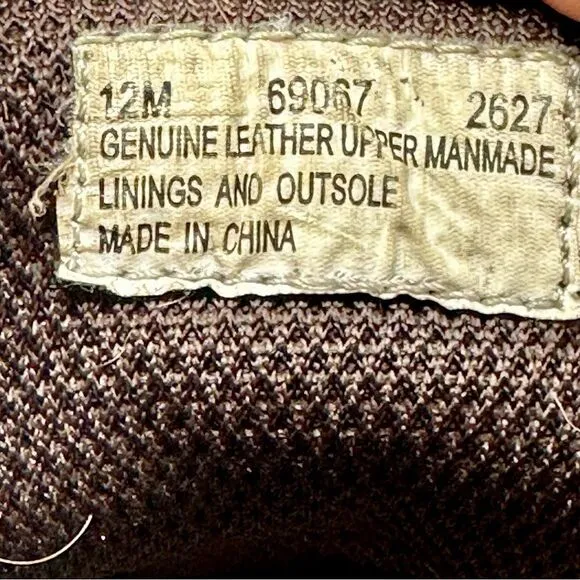 12M 69067 2627
GENUINE LEATHER UPPER MANMADE
LININGS AND OUTSOLE
MADE IN CHINA